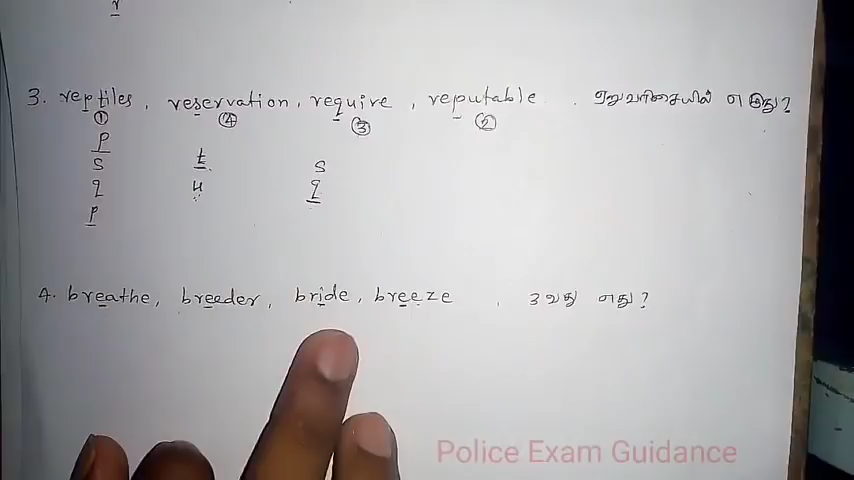 r
3. reptiles, reservation, require, reputable. ஏறுவரிசையில் எது?
① ④ ③ ②
p
s t s
q u q
p
4. breathe, breeder, bride, breeze. 3 வது எது?
Police Exam Guidance